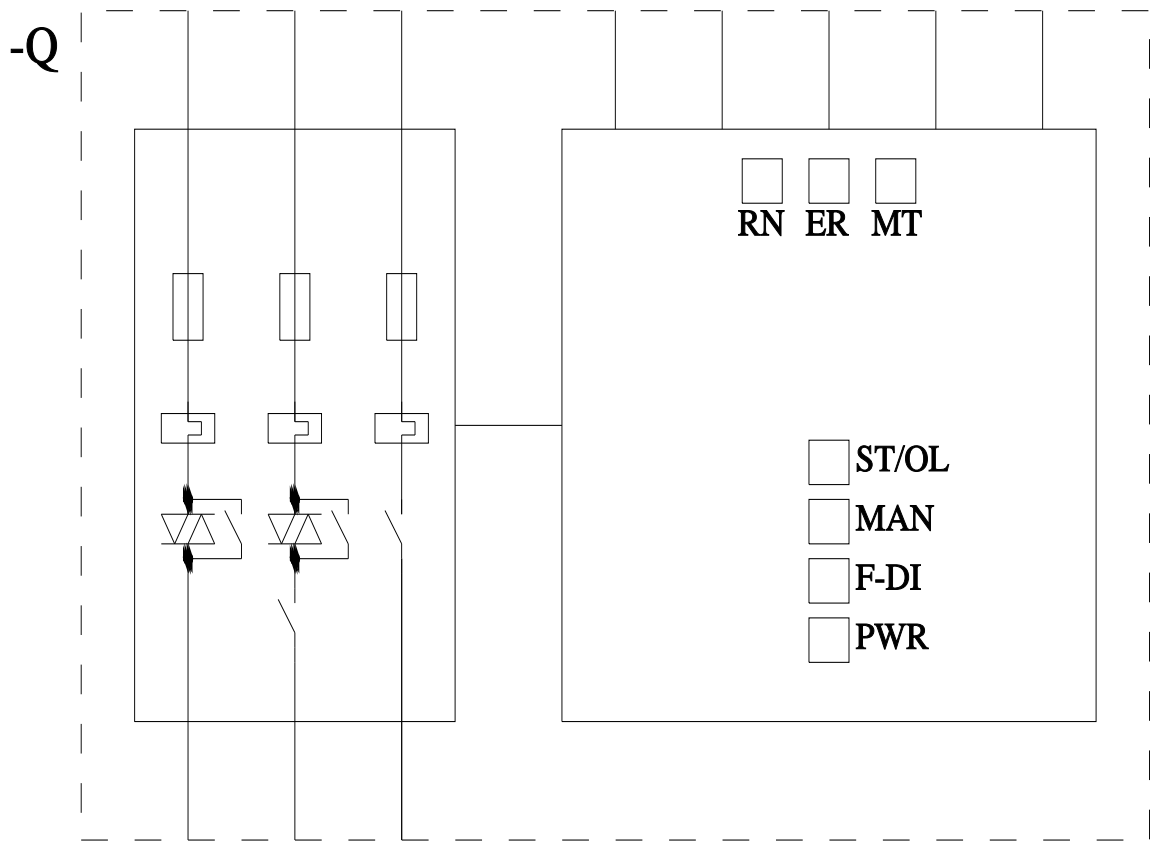 -Q
RN ER MT
ST/OL
MAN
F-DI
PWR